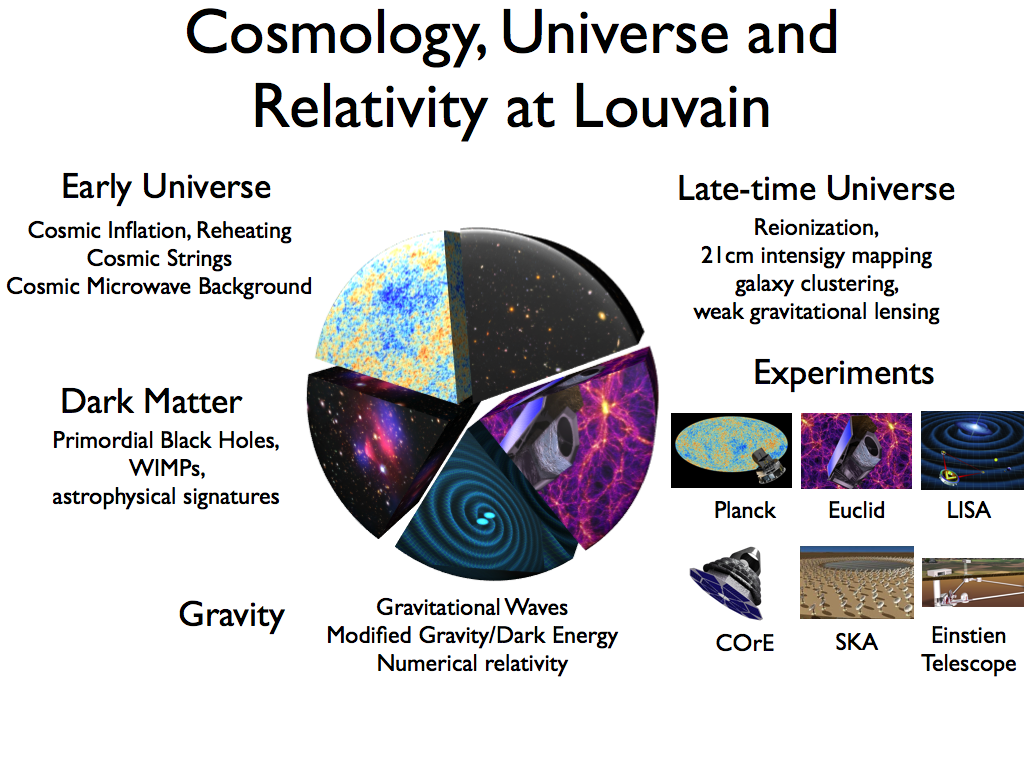 Cosmology, Universe and
Relativity at Louvain
Early Universe
Cosmic Inflation, Reheating
Cosmic Strings
Cosmic Microwave Background
Late-time Universe
Reionization,
21cm intensigy mapping
galaxy clustering,
weak gravitational lensing
Dark Matter
Primordial Black Holes,
WIMPs,
astrophysical signatures
Experiments
Planck
Euclid
LISA
COrE
SKA
Einstien
Telescope
Gravity
Gravitational Waves
Modified Gravity/Dark Energy
Numerical relativity